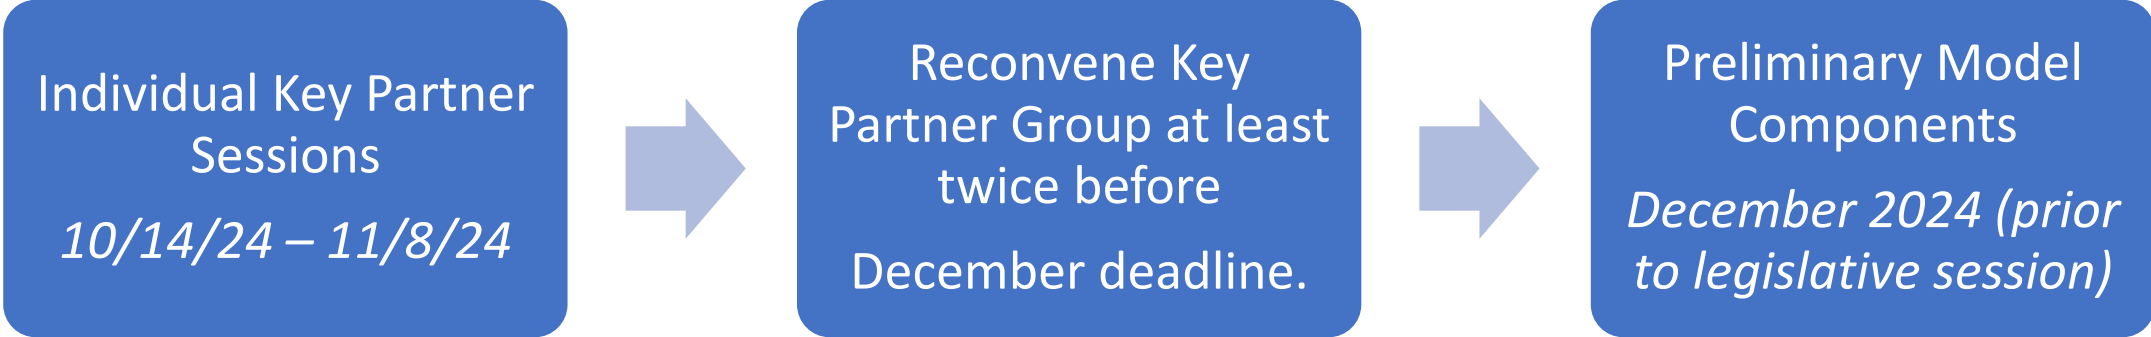 Individual Key Partner
Sessions
10/14/24 – 11/8/24
Reconvene Key
Partner Group at least
twice before
December deadline.
Preliminary Model
Components
December 2024 (prior
to legislative session)